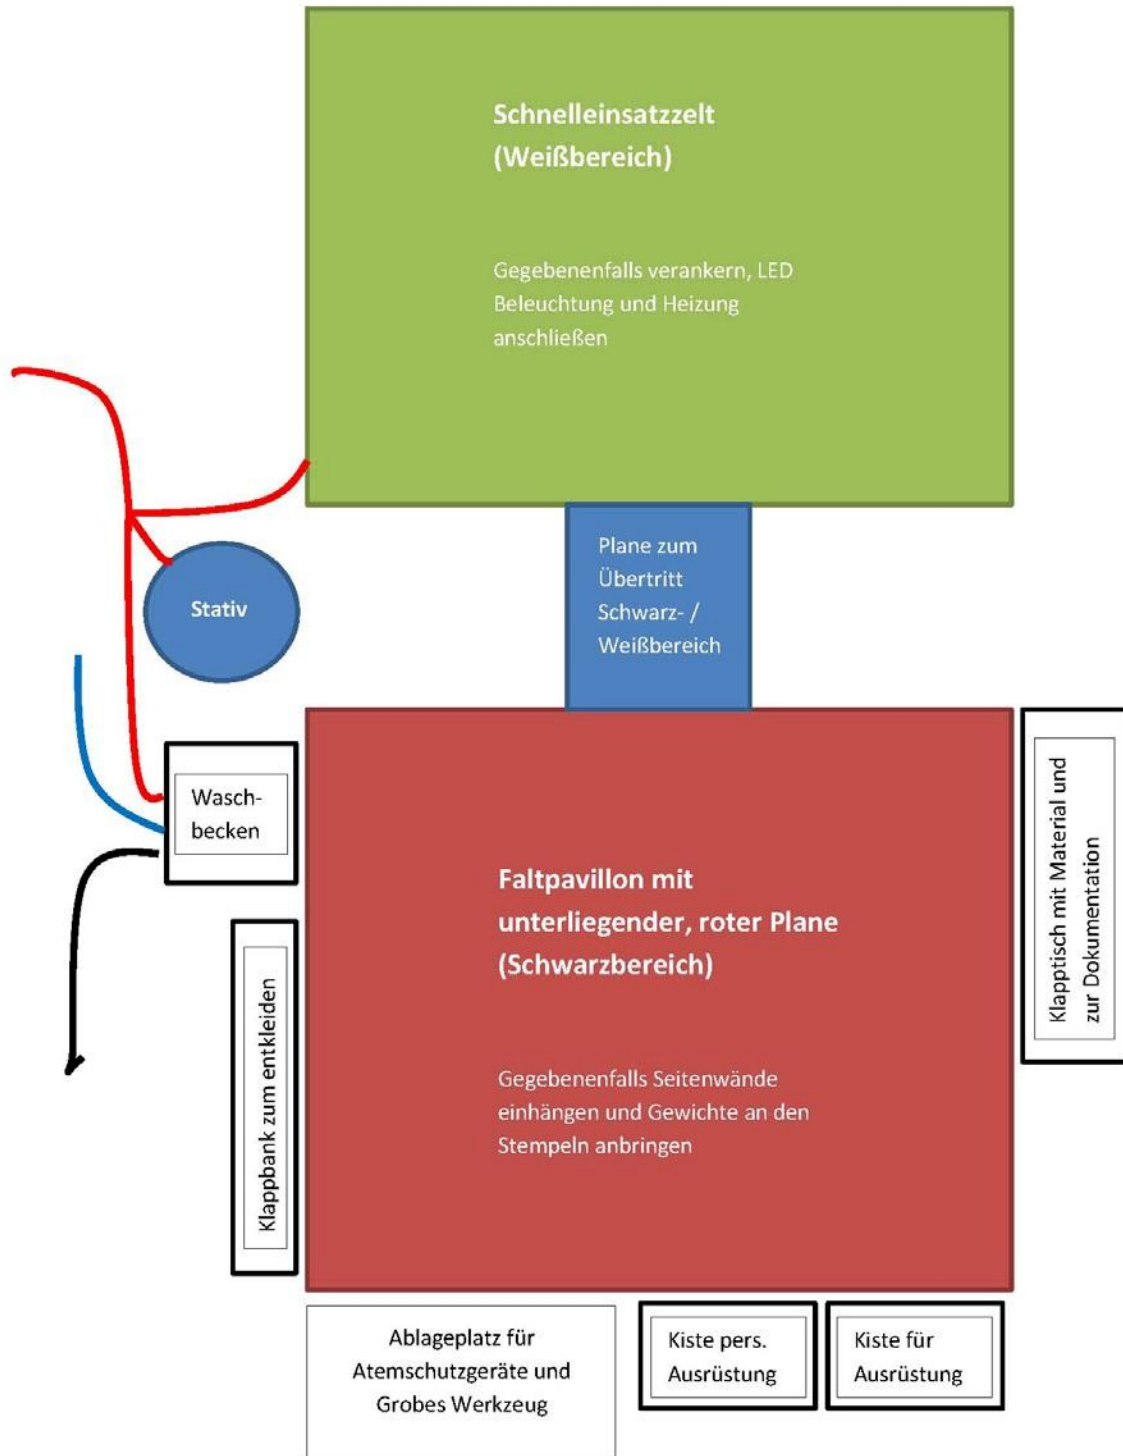 Schnelleinsatzzelt
(Weißbereich)
Gegebenenfalls verankern, LED
Beleuchtung und Heizung
anschließen
Plane zum
Übertritt
Schwarz- /
Weißbereich
Stativ
Wasch-
becken
Faltpavillon mit
unterliegender, roter Plane
(Schwarzbereich)
Gegebenenfalls Seitenwände
einhängen und Gewichte an den
Stempeln anbringen
Klapptisch mit Material und
zur Dokumentation
Klappbank zum entkleiden
Ablageplatz für
Atemschutzgeräte und
Grobes Werkzeug
Kiste pers.
Ausrüstung
Kiste für
Ausrüstung